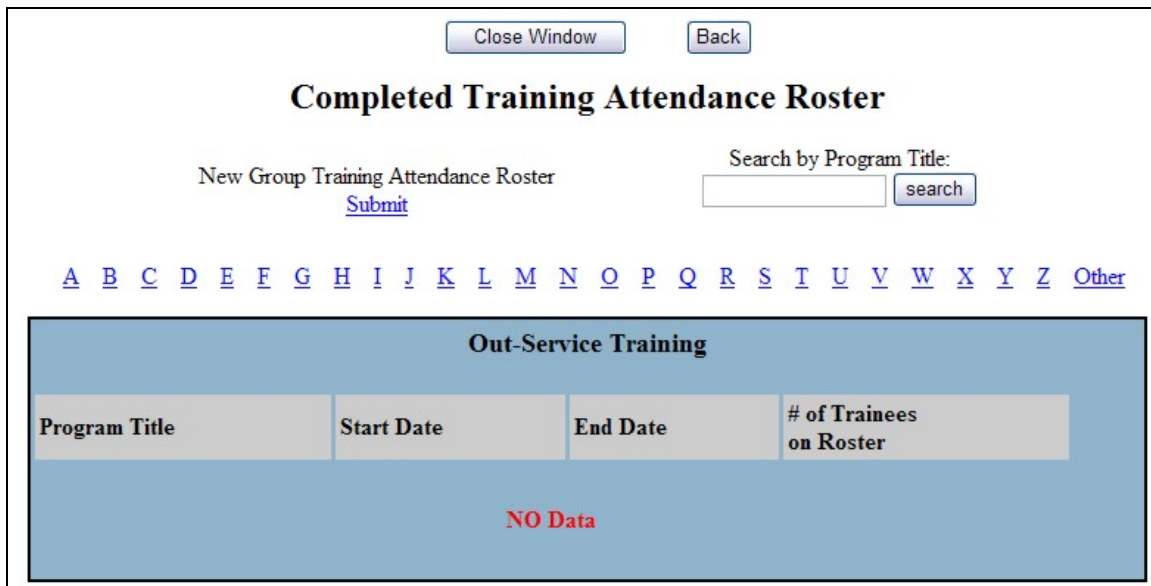 Close Window Back
Completed Training Attendance Roster
Search by Program Title:
New Group Training Attendance Roster
search
Submit
A B C D E F G H I J K L M N O P Q R S T U V W X Y Z Other
Out-Service Training
Program Title Start Date End Date # of Trainees
on Roster
NO Data